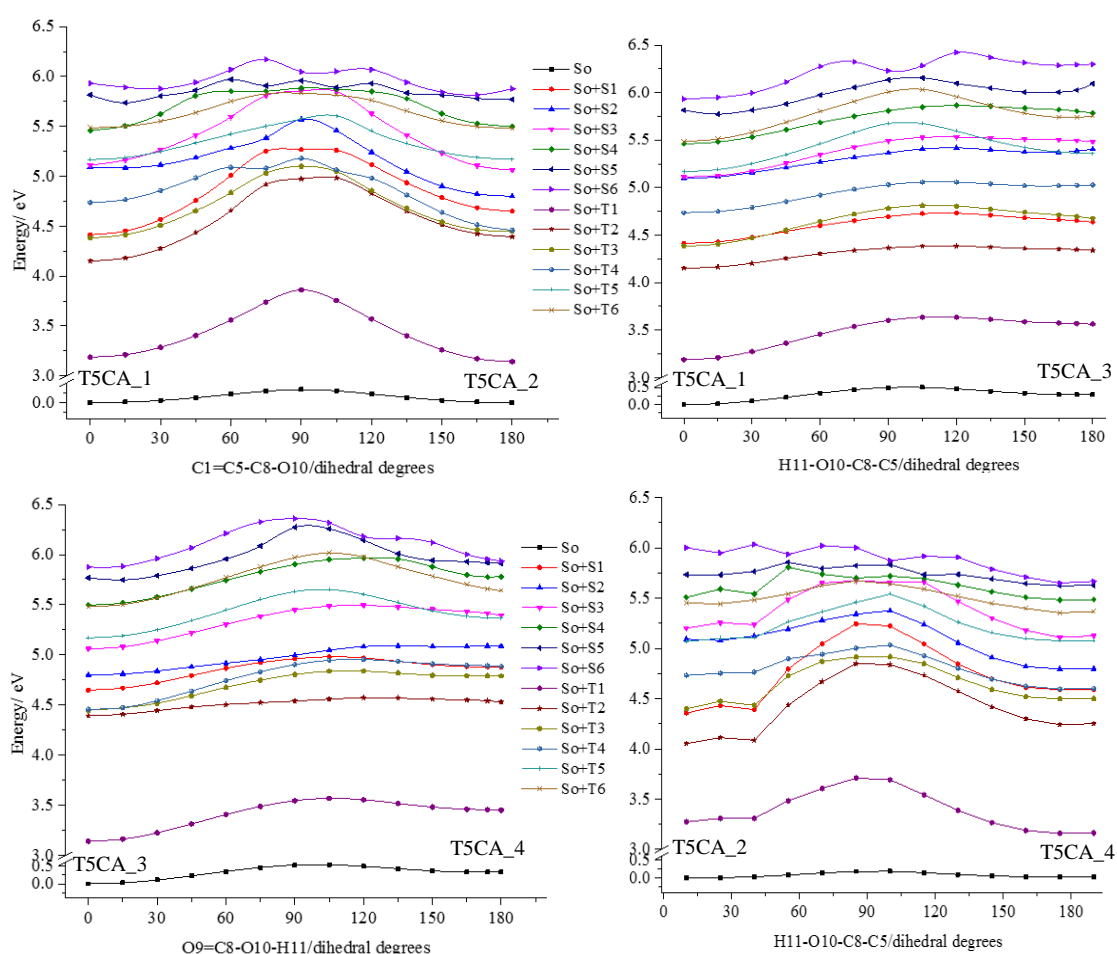 6.5
6.0
5.5
5.0
4.5
4.0
3.5
3.0
0.0
Energy/ eV
T5CA_1
T5CA_2
0 30 60 90 120 150 180
C1=C5-C8-O10/dihedral degrees
So
So+S1
So+S2
So+S3
So+S4
So+S5
So+S6
So+T1
So+T2
So+T3
So+T4
So+T5
So+T6
6.5
6.0
5.5
5.0
4.5
4.0
3.5
3.0
0.5
0.0
T5CA_1
T5CA_3
0 30 60 90 120 150 180
H11-O10-C8-C5/dihedral degrees
6.5
6.0
5.5
5.0
4.5
4.0
3.5
3.0
0.5
0.0
Energy/ eV
T5CA_3
T5CA_4
0 30 60 90 120 150 180
O9=C8-O10-H11/dihedral degrees
So
So+S1
So+S2
So+S3
So+S4
So+S5
So+S6
So+T1
So+T2
So+T3
So+T4
So+T5
So+T6
6.5
6.0
5.5
5.0
4.5
4.0
3.5
3.0
0.5
0.0
T5CA_2
T5CA_4
0 30 60 90 120 150 180
H11-O10-C8-C5/dihedral degrees